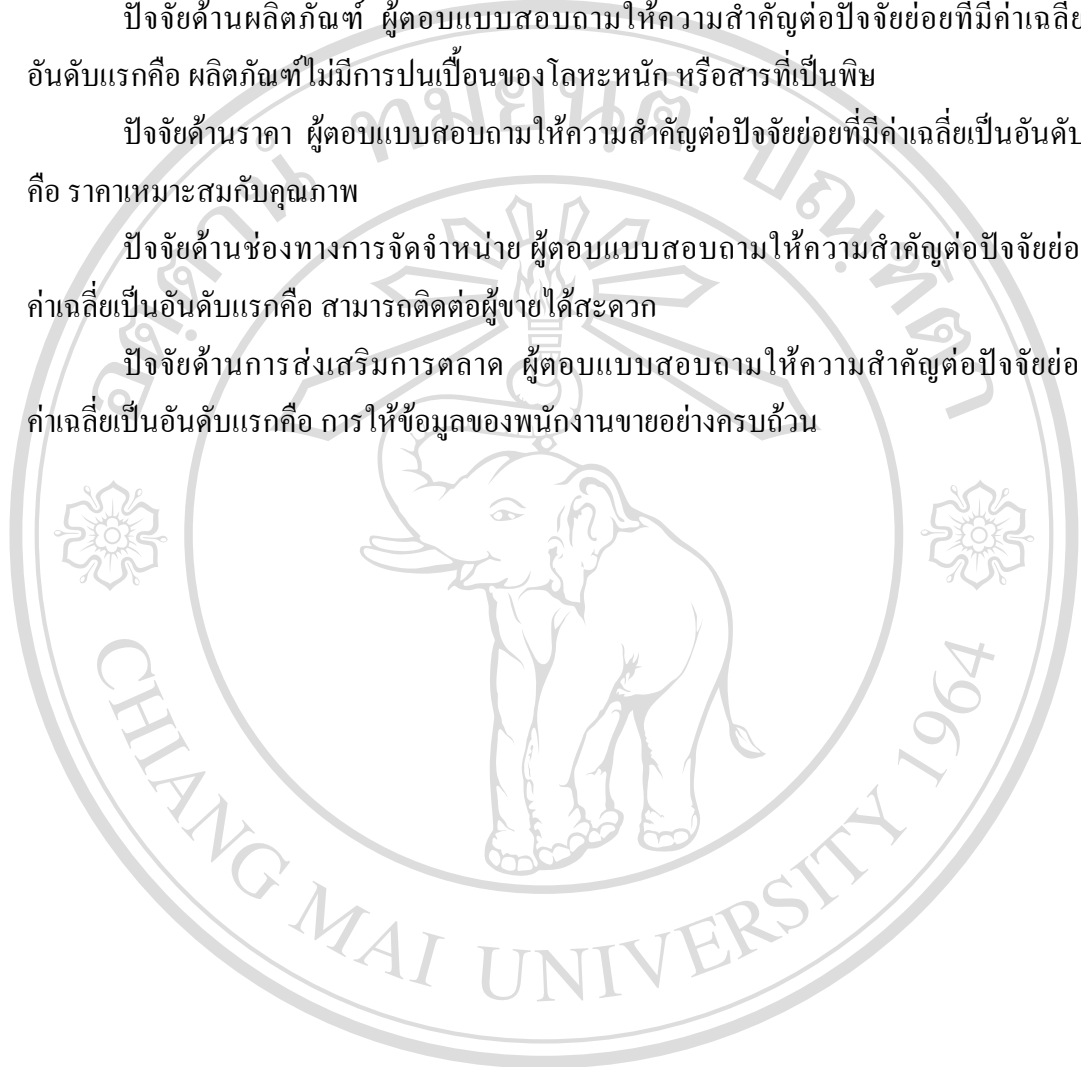 ปัจจัยด้านผลิตภัณฑ์ ผู้ตอบแบบสอบถามให้ความสำคัญต่อปัจจัยย่อยที่มีค่าเฉลี่ย
อันดับแรกคือ ผลิตภัณฑ์ไม่มีการปนเปื้อนของโลหะหนัก หรือสารที่เป็นพิษ
ปัจจัยด้านราคา ผู้ตอบแบบสอบถามให้ความสำคัญต่อปัจจัยย่อยที่มีค่าเฉลี่ยเป็นอันดับ
คือ ราคาเหมาะสมกับคุณภาพ
ปัจจัยด้านช่องทางการจัดจำหน่าย ผู้ตอบแบบสอบถามให้ความสำคัญต่อปัจจัยย่อ
ค่าเฉลี่ยเป็นอันดับแรกคือ สามารถติดต่อผู้ขายได้สะดวก
ปัจจัยด้านการส่งเสริมการตลาด ผู้ตอบแบบสอบถามให้ความสำคัญต่อปัจจัยย่อ
ค่าเฉลี่ยเป็นอันดับแรกคือ การให้ข้อมูลของพนักงานขายอย่างครบถ้วน
อตฺตานํ ทมยนฺติ ปณฺฑิตา
CHIANG MAI UNIVERSITY 1964